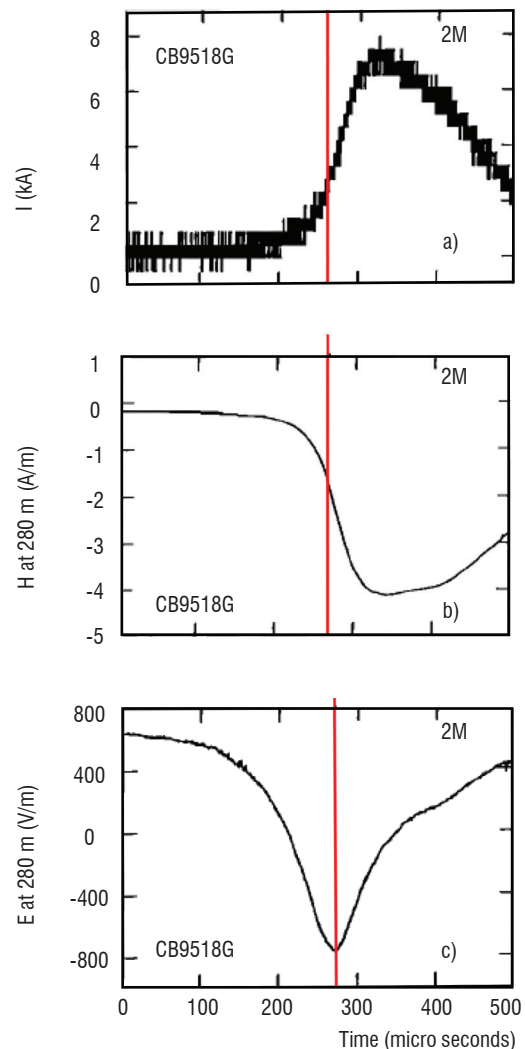 8
6
4
2
0
I (kA)
CB9518G
2M
a)
1
0
-1
-2
-3
-4
-5
H at 280 m (A/m)
2M
CB9518G
b)
800
400
0
-400
-800
E at 280 m (V/m)
2M
CB9518G
c)
0 100 200 300 400 500
Time (micro seconds)